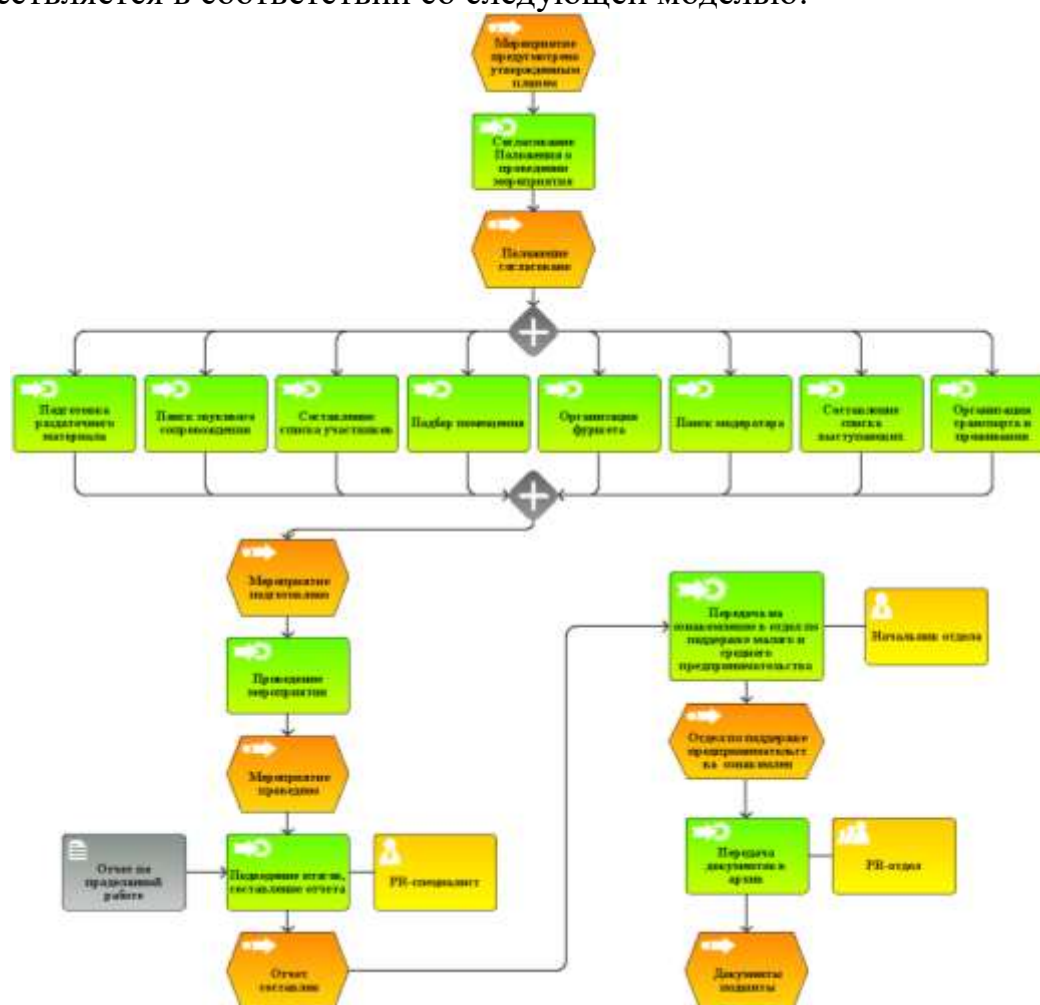 ествляется в соответствии со следующей моделью:
Мероприятие
предусмотрено
утвержденным
планом
Согласование
Положения о
проведении
мероприятия
Положение
согласовано
Подготовка
раздаточного
материала
Поиск звукового
сопровождения
Составление
списка участников
Подбор помещения
Организация
фуршета
Поиск модератора
Составление
списка
выступающих
Организация
транспорта и
проживания
Мероприятие
подготовлено
Проведение
мероприятия
Мероприятие
проведено
Отчет по
проделанной
работе
Подведение итогов,
составление отчета
PR-специалист
Отчет
составлен
Передача на
ознакомление в отдел по
поддержке малого и
среднего
предпринимательства
Начальник отдела
Отдел по поддержке
предпринимательст
ва ознакомлен
Передача
документов в
архив
PR-отдел
Документы